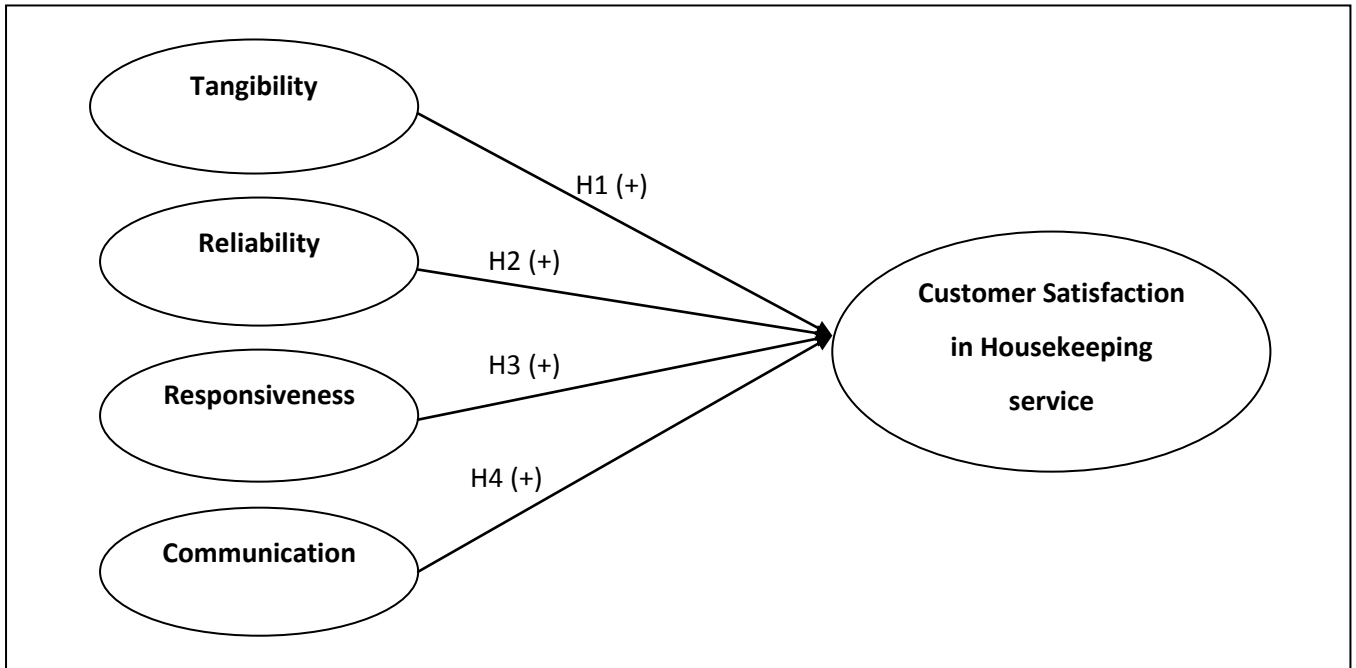 Tangibility
H1 (+)
Reliability
H2 (+)
Customer Satisfaction
in Housekeeping
service
H3 (+)
Responsiveness
H4 (+)
Communication